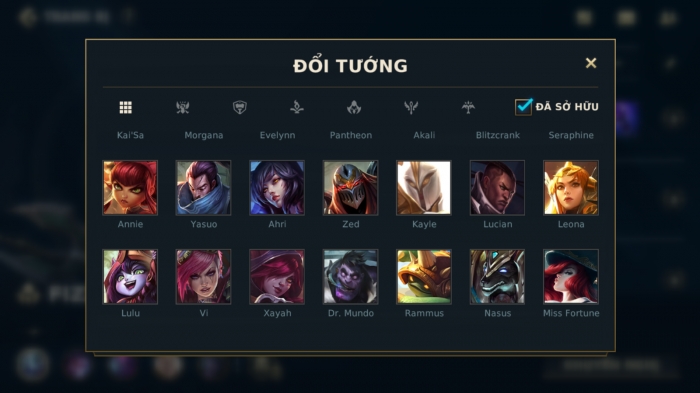 ĐỔI TƯỚNG
ĐÃ SỞ HỮU
Kai'Sa Morgana Evelynn Pantheon Akali Blitzcrank Seraphine
Annie Yasuo Ahri Zed Kayle Lucian Leona
Lulu Vi Xayah Dr. Mundo Rammus Nasus Miss Fortune